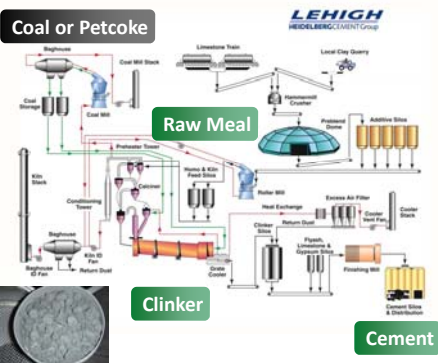 Coal or Petcoke
LEHIGH
HEIDELBERGCEMENT Group
Baghouse
Coal Mill Stack
Limestone Train
Local Clay Quarry
Coal
Storage
Coal Mill
Hammermill
Crusher
Raw Meal
Preblend
Dome
Additive Silos
Preheater Tower
Kiln
Stack
Conditioning
Tower
Calciner
Homo & Kiln
Feed Silos
Roller Mill
Heat Exchange
Excess Air Filter
Cooler
Vent Fan
Cooler
Stack
Return Dust
Baghouse
Kiln ID
Fan
Baghouse
ID Fan
Return Dust
Grate
Cooler
Clinker
Silos
Flyash,
Limestone &
Gypsum Silos
Finishing Mill
Clinker
Cement Silos
& Distribution
Cement